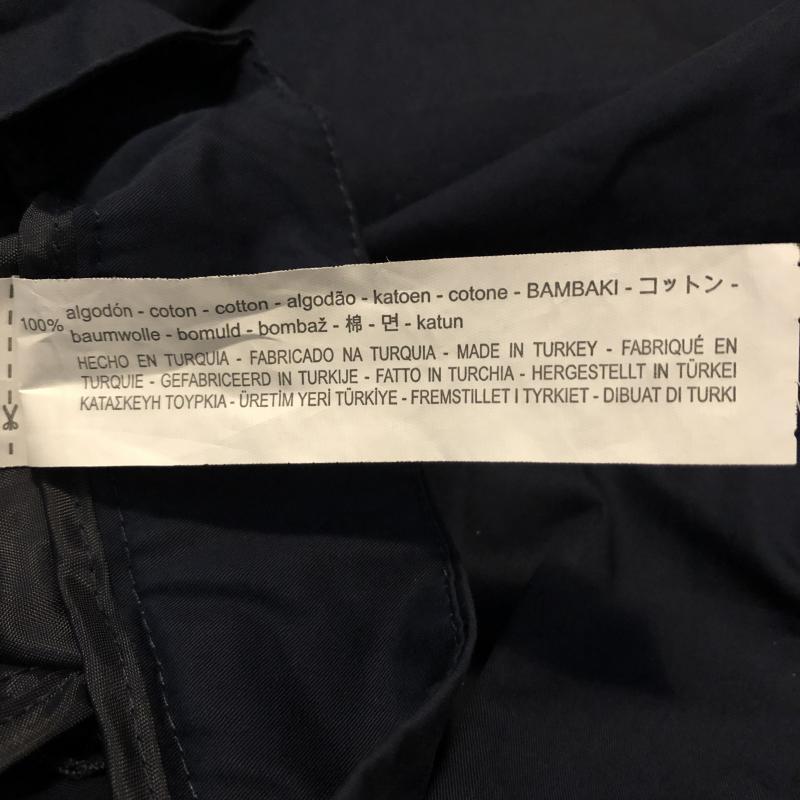 100% algodón - coton - cotton - algodão - katoen - cotone - BAMBAKI - コットン -
baumwolle - bomuld - bombaž - 棉 - 면 - katun
HECHO EN TURQUIA - FABRICADO NA TURQUIA - MADE IN TURKEY - FABRIQUÉ EN
TURQUIE - GEFABRICEERD IN TURKIJE - FATTO IN TURCHIA - HERGESTELLT IN TÜRKEI
ΚΑΤΑΣΚΕΥΗ ΤΟΥΡΚΙΑ - ÜRETİM YERİ TÜRKİYE - FREMSTILLET I TYRKIET - DIBUAT DI TURKI